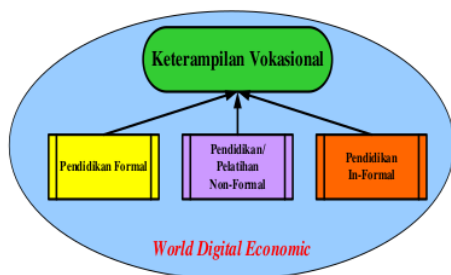 Keterampilan Vokasional
Pendidikan Formal
Pendidikan/
Pelatihan
Non-Formal
Pendidikan
In-Formal
World Digital Economic